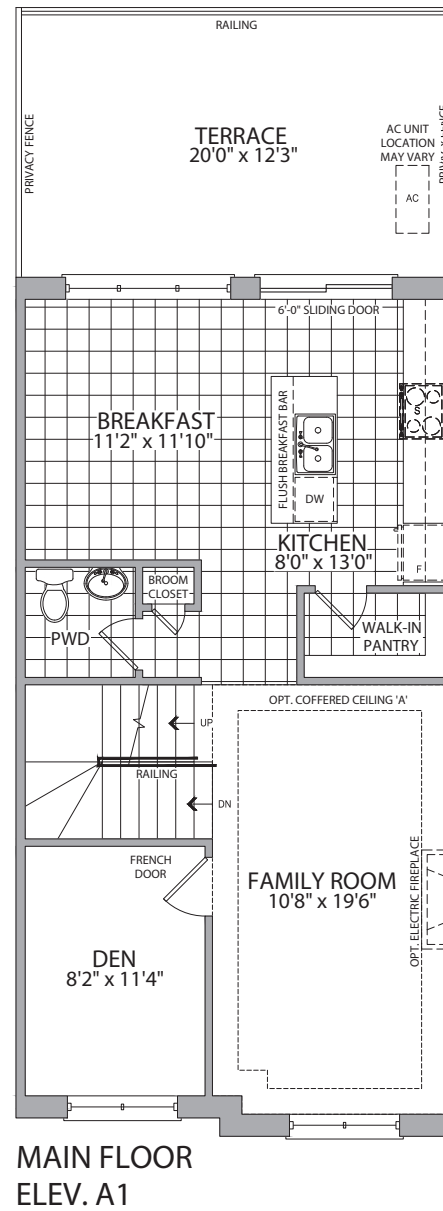 RAILING
PRIVACY FENCE
TERRACE
20'0" x 12'3"
AC UNIT
LOCATION
MAY VARY
AC
6'-0" SLIDING DOOR
BREAKFAST
11'2" x 11'10"
FLUSH BREAKFAST BAR
DW
S
KITCHEN
8'0" x 13'0"
F
BROOM
CLOSET
PWD
WALK-IN
PANTRY
OPT. COFFERED CEILING 'A'
UP
RAILING
DN
FRENCH
DOOR
FAMILY ROOM
10'8" x 19'6"
OPT. ELECTRIC FIREPLACE
DEN
8'2" x 11'4"
MAIN FLOOR
ELEV. A1